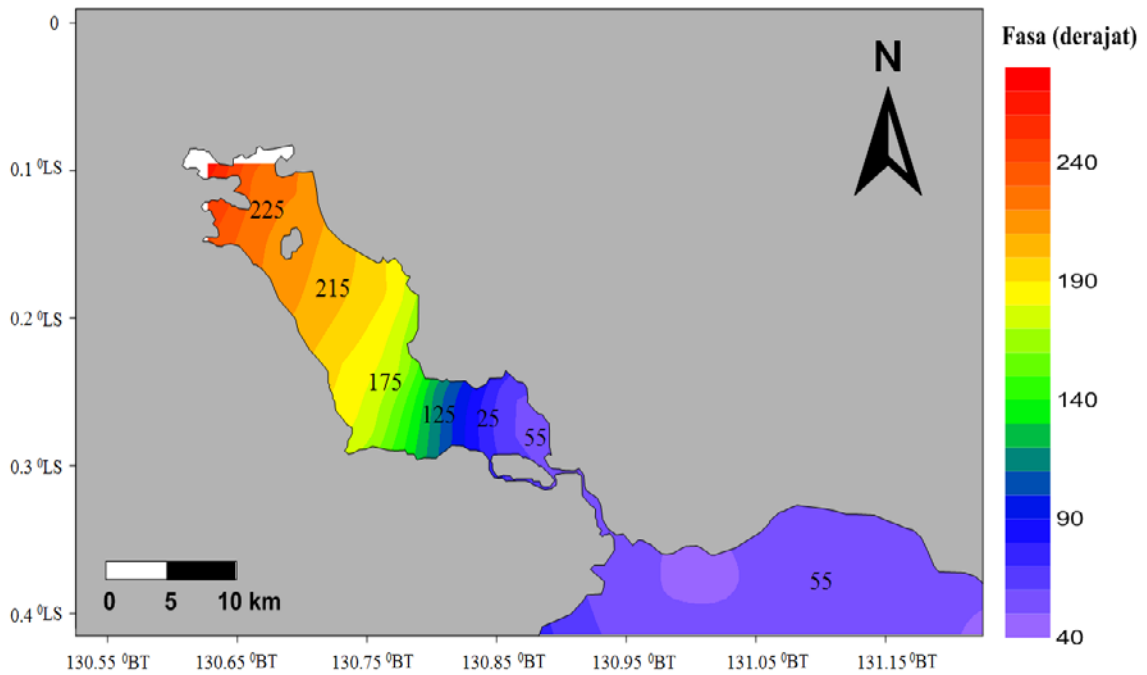 0
Fasa (derajat)
N
0.1 ⁰LS
240
225
215
0.2 ⁰LS
190
175
125
25
140
55
0.3 ⁰LS
90
55
0 5 10 km
0.4 ⁰LS
40
130.55 ⁰BT 130.65 ⁰BT 130.75 ⁰BT 130.85 ⁰BT 130.95 ⁰BT 131.05 ⁰BT 131.15 ⁰BT